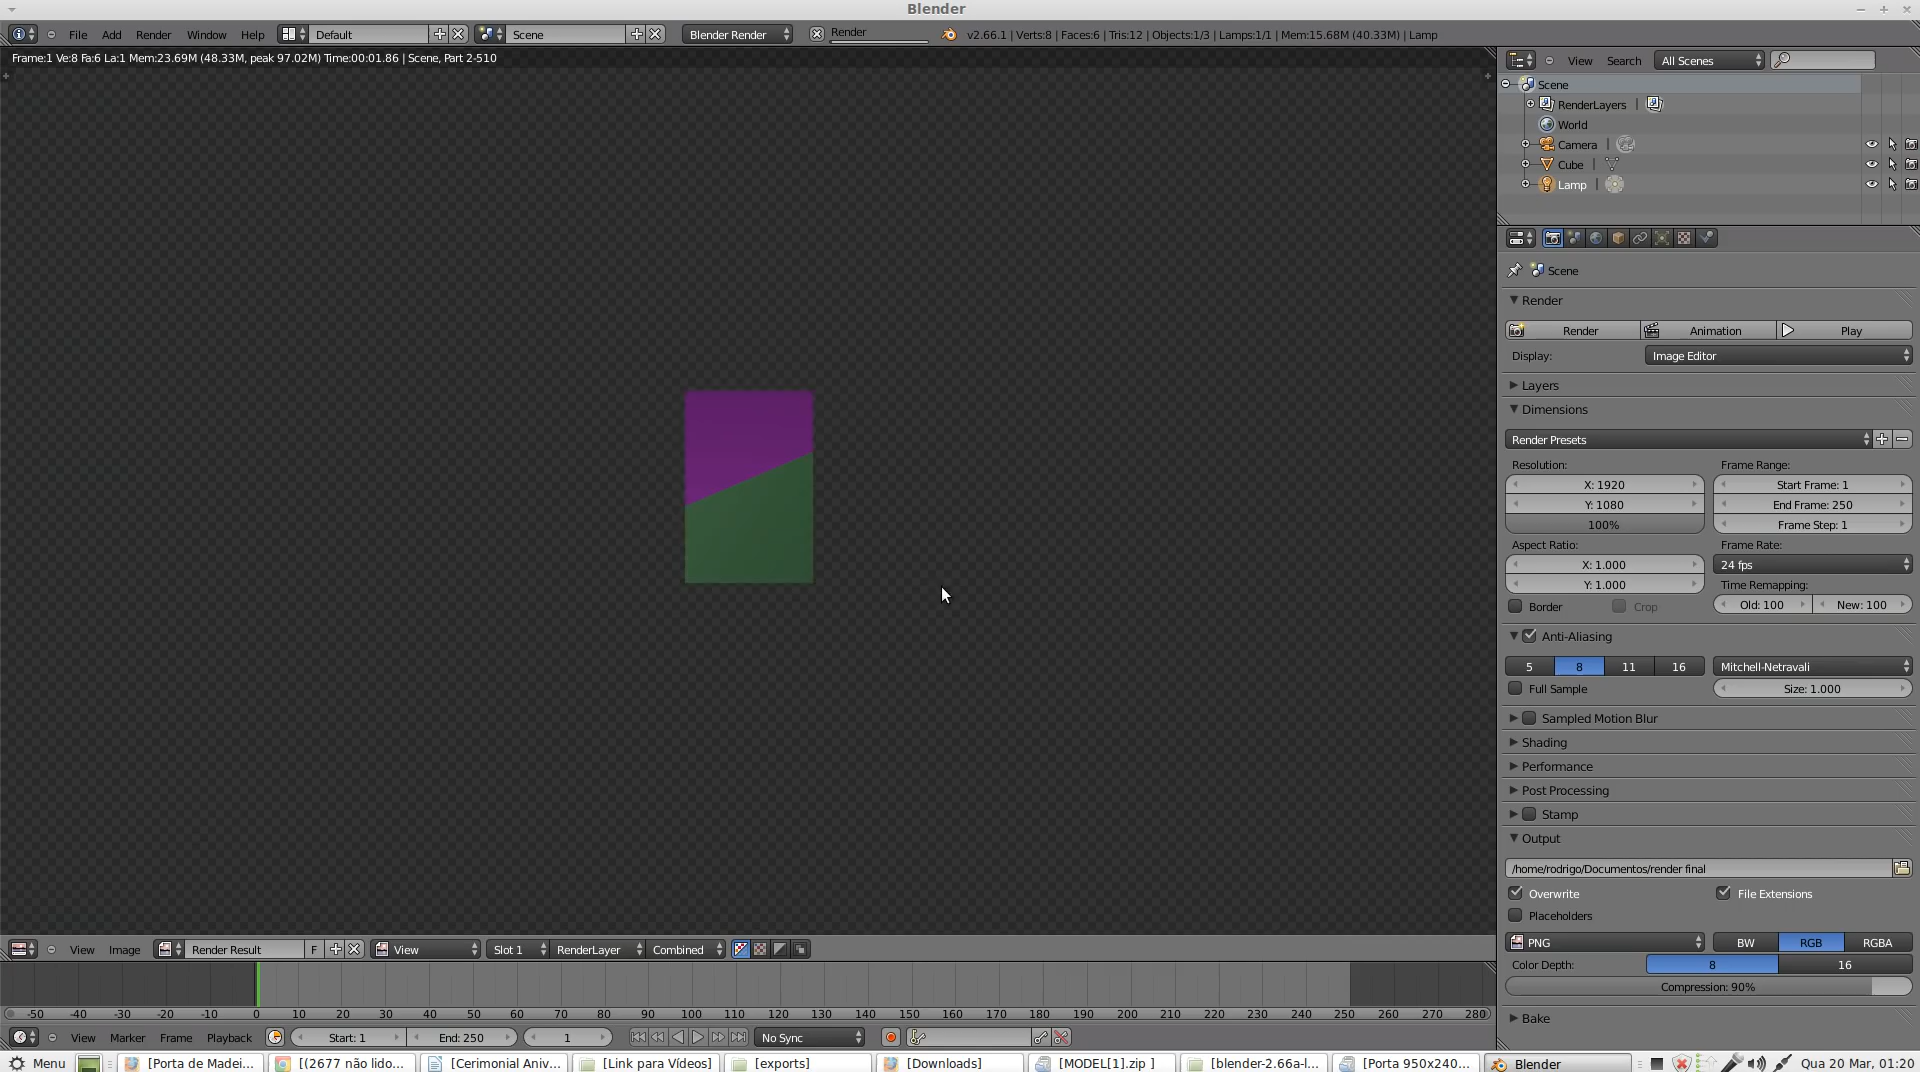 Blender
File Add Render Window Help Default Scene Blender Render Render v2.66.1 | Verts:8 | Faces:6 | Tris:12 | Objects:1/3 | Lamps:1/1 | Mem:15.68M (40.33M) | Lamp
Frame:1 Ve:8 Fa:6 La:1 Mem:23.69M (48.33M, peak 97.02M) Time:00:01.86 | Scene, Part 2-510
View Search All Scenes
Scene
RenderLayers |
World
Camera |
Cube |
Lamp |
Scene
Render
Render Animation Play
Display: Image Editor
Layers
Dimensions
Render Presets
Resolution: Frame Range:
X: 1920 Start Frame: 1
Y: 1080 End Frame: 250
100% Frame Step: 1
Aspect Ratio: Frame Rate:
X: 1.000 24 fps
Y: 1.000 Time Remapping:
Border Crop Old: 100 New: 100
Anti-Aliasing
5 8 11 16 Mitchell-Netravali
Full Sample Size: 1.000
Sampled Motion Blur
Shading
Performance
Post Processing
Stamp
Output
/home/rodrigo/Documentos/render final
Overwrite File Extensions
Placeholders
PNG BW RGB RGBA
Color Depth: 8 16
Compression: 90%
Bake
View Image Render Result F View Slot 1 RenderLayer Combined
-50 -40 -30 -20 -10 0 10 20 30 40 50 60 70 80 90 100 110 120 130 140 150 160 170 180 190 200 210 220 230 240 250 260 270 280
View Marker Frame Playback Start: 1 End: 250 1 No Sync
Menu [Porta de Madei... [(2677 não lido... [Cerimonial Aniv... [Link para Vídeos] [exports] [Downloads] [MODEL[1].zip ] [blender-2.66a-l... [Porta 950x240... Blender Qua 20 Mar, 01:20